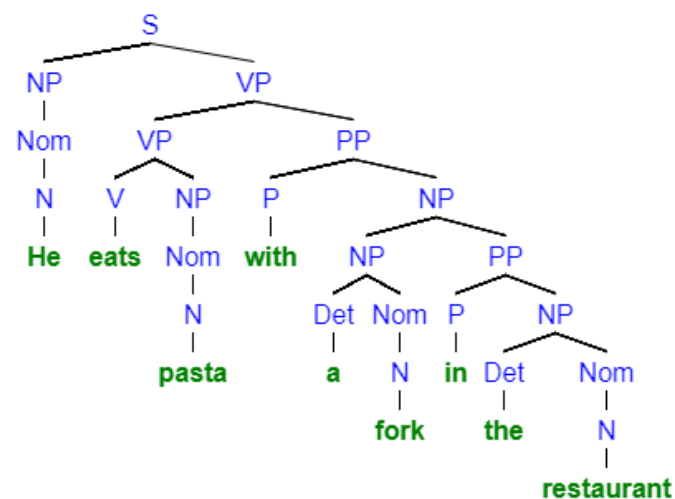 S
NP VP
Nom VP PP
N V NP P NP
He eats Nom with NP PP
N Det Nom P NP
pasta a N in Det Nom
fork the N
restaurant